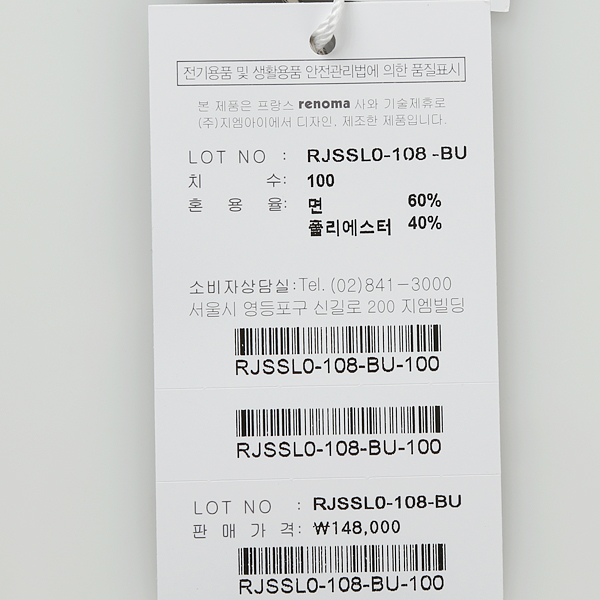 전기용품 및 생활용품 안전관리법에 의한 품질표시
본 제품은 프랑스 renoma 사와 기술제휴로
(주)지엠아이에서 디자인, 제조한 제품입니다.
LOT NO : RJSSL0-108 -BU
치 수: 100
혼 용 율: 면 60%
폴리에스터 40%
소비자상담실:Tel. (02)841-3000
서울시 영등포구 신길로 200 지엠빌딩
RJSSL0-108-BU-100
RJSSL0-108-BU-100
LOT NO : RJSSL0-108-BU
판 매 가 격: ₩148,000
RJSSL0-108-BU-100